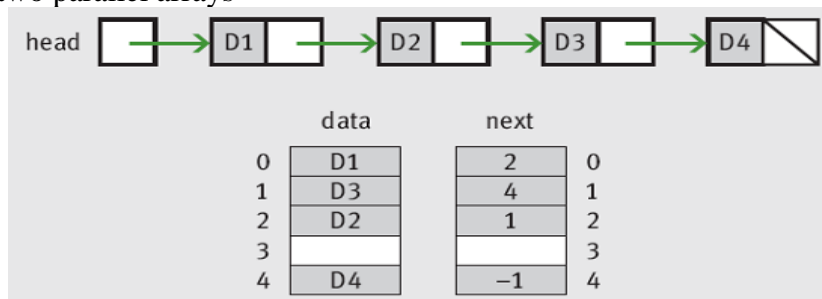 two parallel arrays
head D1 D2 D3 D4
data next
0 D1 2 0
1 D3 4 1
2 D2 1 2
3 3
4 D4 −1 4